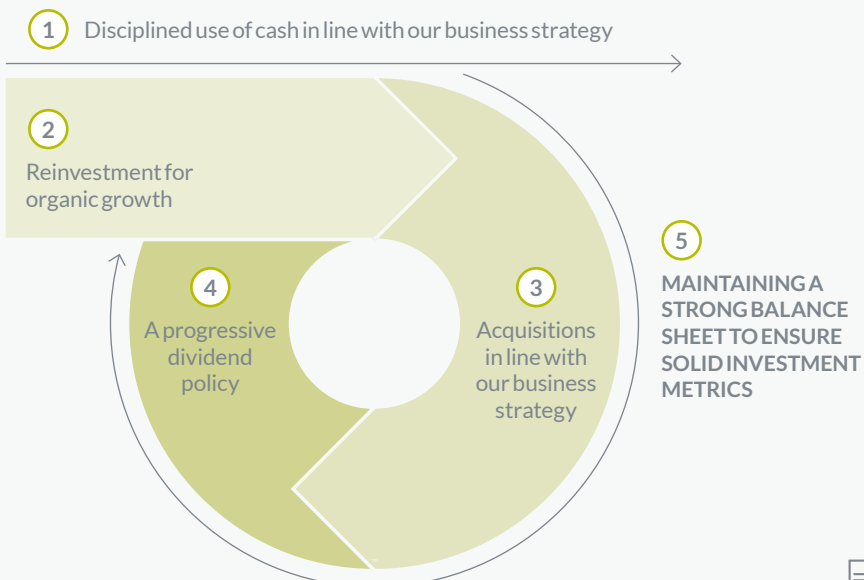 1 Disciplined use of cash in line with our business strategy
2
Reinvestment for
organic growth
3
Acquisitions
in line with
our business
strategy
4
A progressive
dividend
policy
5
MAINTAINING A
STRONG BALANCE
SHEET TO ENSURE
SOLID INVESTMENT
METRICS